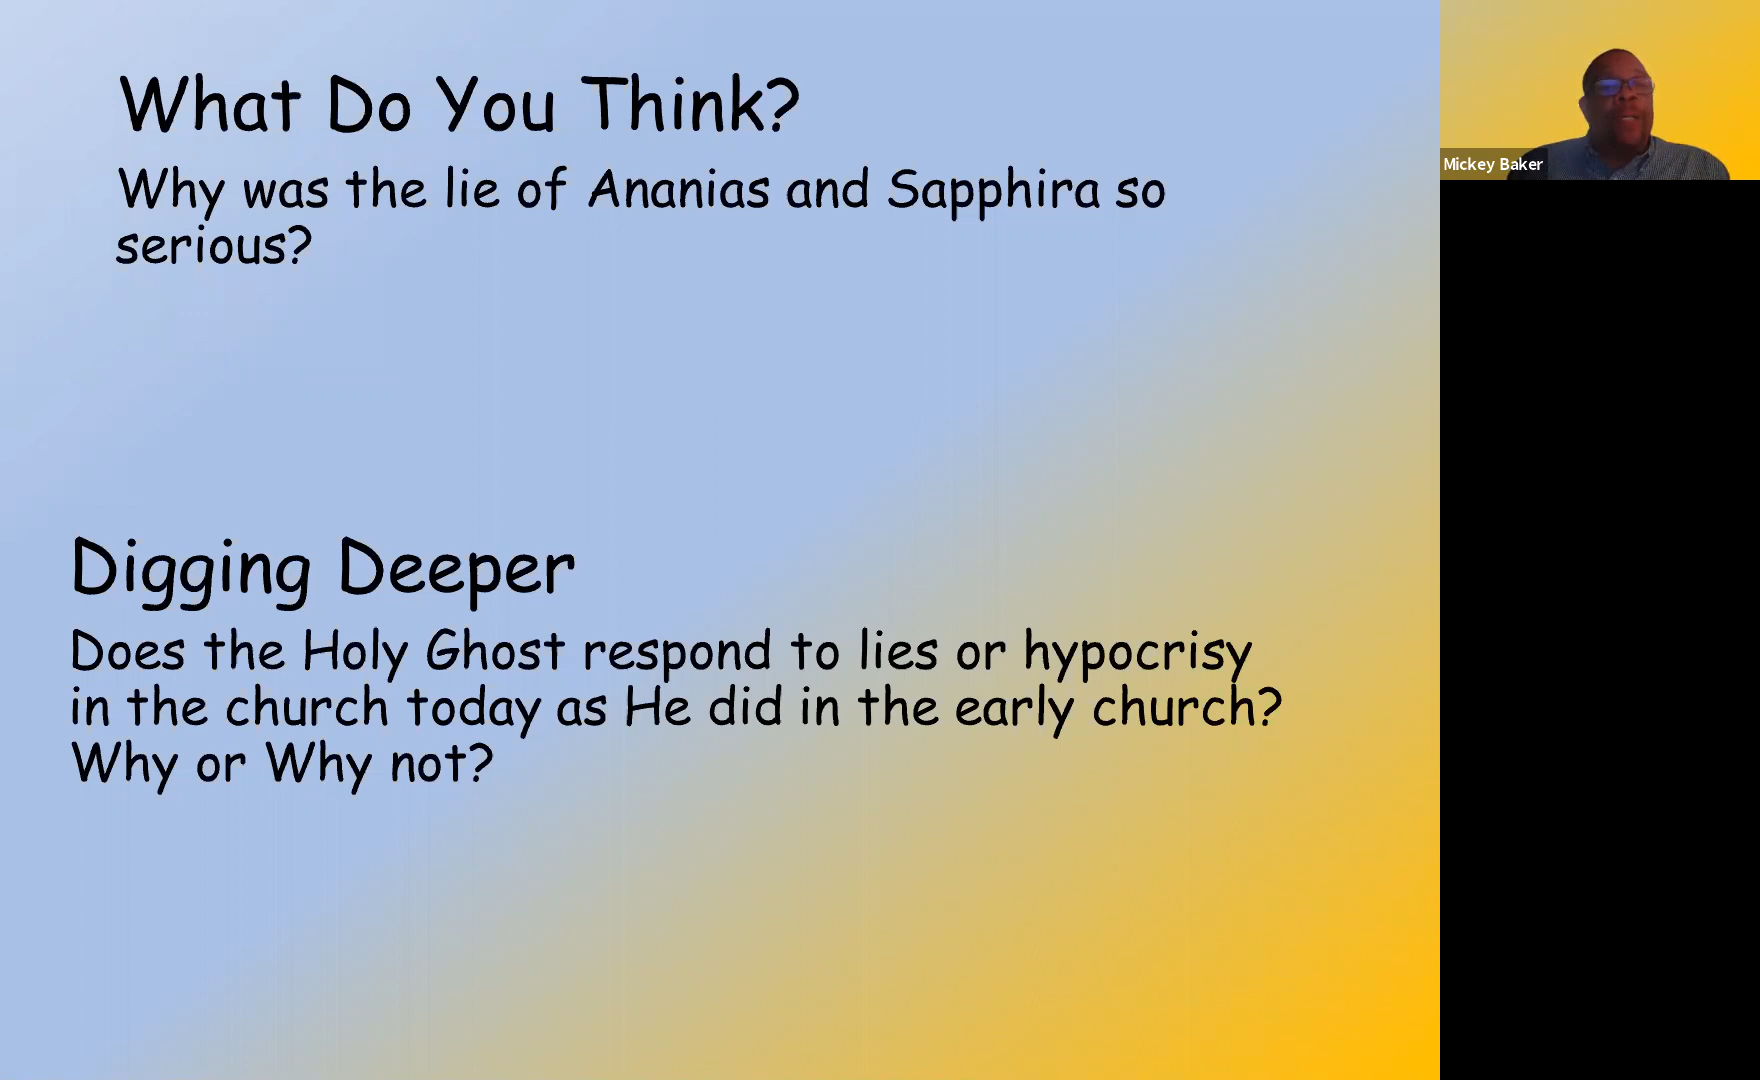 What Do You Think?
Why was the lie of Ananias and Sapphira so
serious?
Digging Deeper
Does the Holy Ghost respond to lies or hypocrisy
in the church today as He did in the early church?
Why or Why not?
Mickey Baker